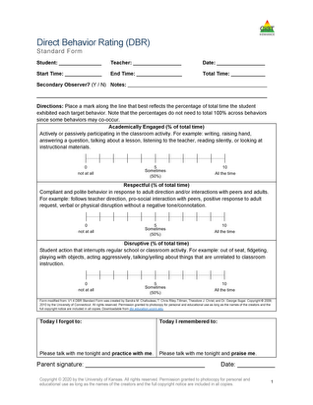 Direct Behavior Rating (DBR)
Standard Form
Student: Teacher: Date:
Start Time: End Time: Total Time:
Secondary Observer? (Y / N) Notes:
Directions: Place a mark along the line that best reflects the percentage of total time the student
exhibited each target behavior. Note that the percentages do not need to total 100% across behaviors
since some behaviors may co-occur.
Academically Engaged (% of total time)
Actively or passively participating in the classroom activity. For example: writing, raising hand,
answering a question, talking about a lesson, listening to the teacher, reading silently, or looking at
instructional materials.
0 5 10
not at all Sometimes All the time
(50%)
Respectful (% of total time)
Compliant and polite behavior in response to adult direction and/or interactions with peers and adults.
For example: follows teacher direction, pro-social interaction with peers, positive response to adult
request, verbal or physical disruption without a negative tone/connotation.
0 5 10
not at all Sometimes All the time
(50%)
Disruptive (% of total time)
Student action that interrupts regular school or classroom activity. For example: out of seat, fidgeting,
playing with objects, acting aggressively, talking/yelling about things that are unrelated to classroom
instruction.
0 5 10
not at all Sometimes All the time
(50%)
Today I forgot to: Today I remembered to:
Please talk with me tonight and practice with me. Please talk with me tonight and praise me.
Parent signature: Date:
Copyright © 2020 by the University of Kansas. All rights reserved. Permission granted to photocopy for personal and
educational use as long as the names of the creators and the full copyright notice are included in all copies.
1